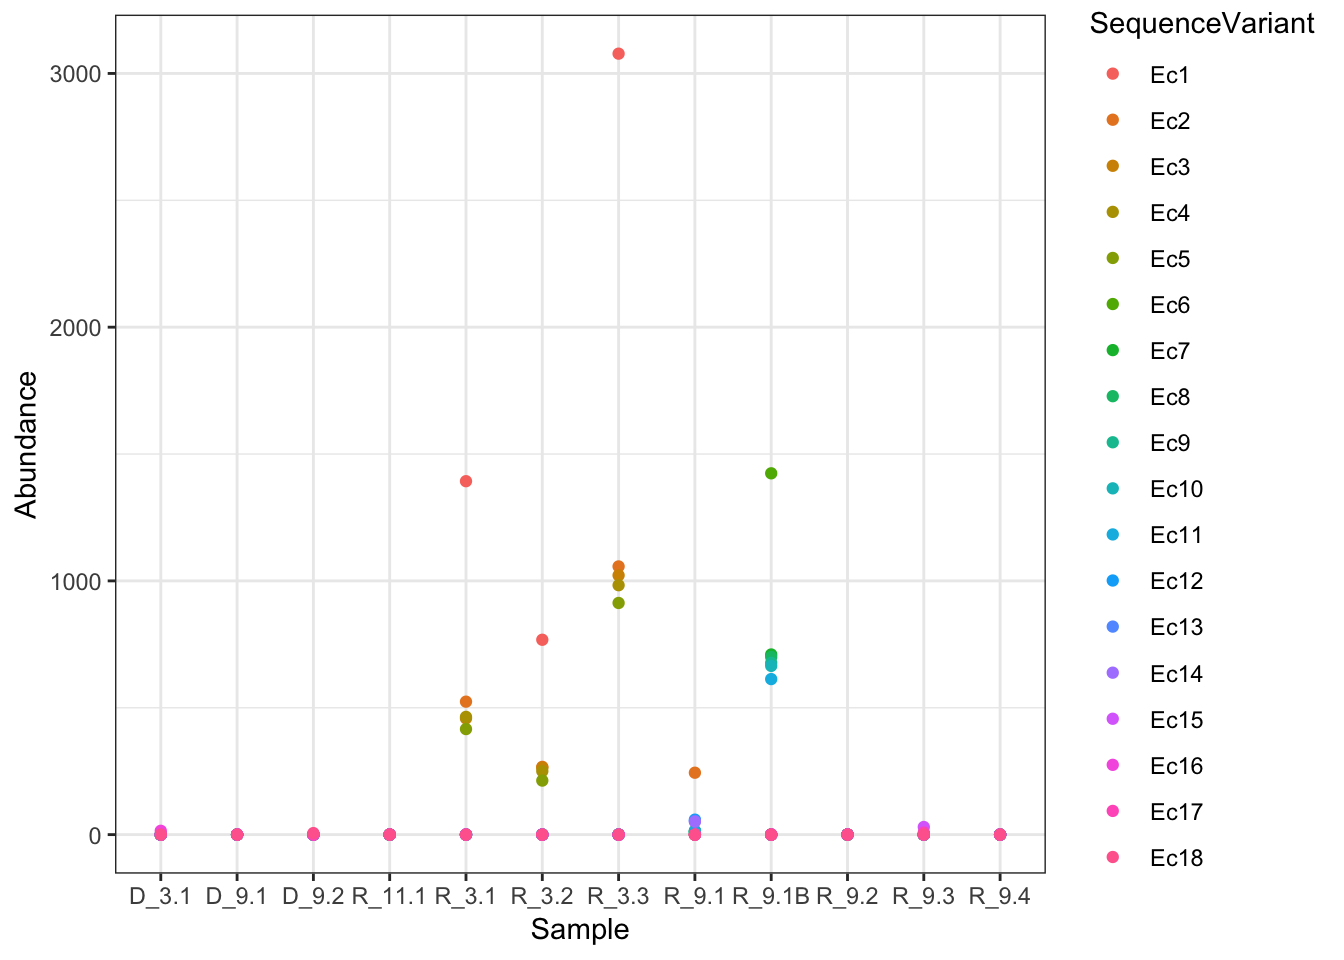 SequenceVariant
Ec1
Ec2
Ec3
Ec4
Ec5
Ec6
Ec7
Ec8
Ec9
Ec10
Ec11
Ec12
Ec13
Ec14
Ec15
Ec16
Ec17
Ec18
Abundance
3000
2000
1000
0
D_3.1 D_9.1 D_9.2 R_11.1 R_3.1 R_3.2 R_3.3 R_9.1 R_9.1B R_9.2 R_9.3 R_9.4
Sample